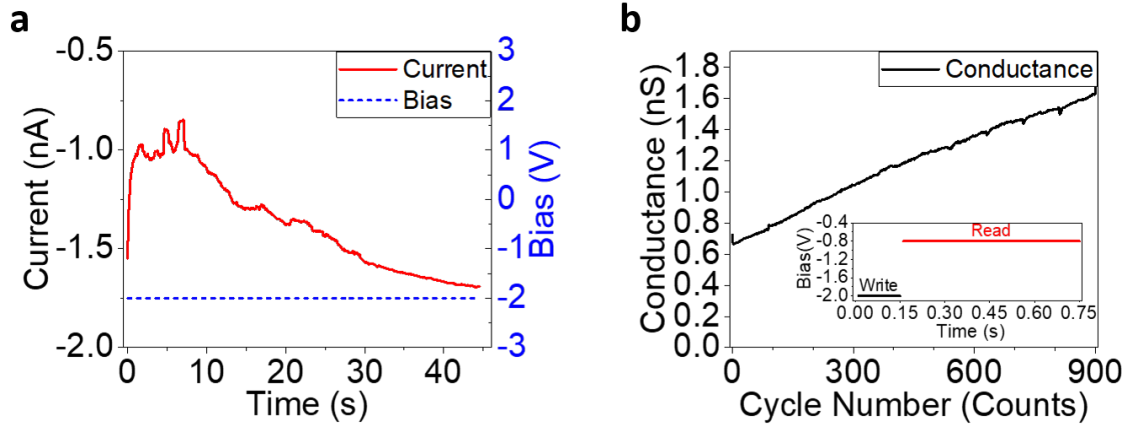 a
-0.5
-1.0
-1.5
-2.0
Current (nA)
Current
Bias
3
2
1
0
-1
-2
-3
Bias (V)
0 10 20 30 40
Time (s)
b
1.8
1.6
1.4
1.2
1.0
0.8
0.6
0.4
0.2
0.0
Conductance (nS)
Conductance
-0.4
-0.8
-1.2
-1.6
-2.0
Bias(V)
Read
Write
0.00 0.15 0.30 0.45 0.60 0.75
Time (s)
0 300 600 900
Cycle Number (Counts)